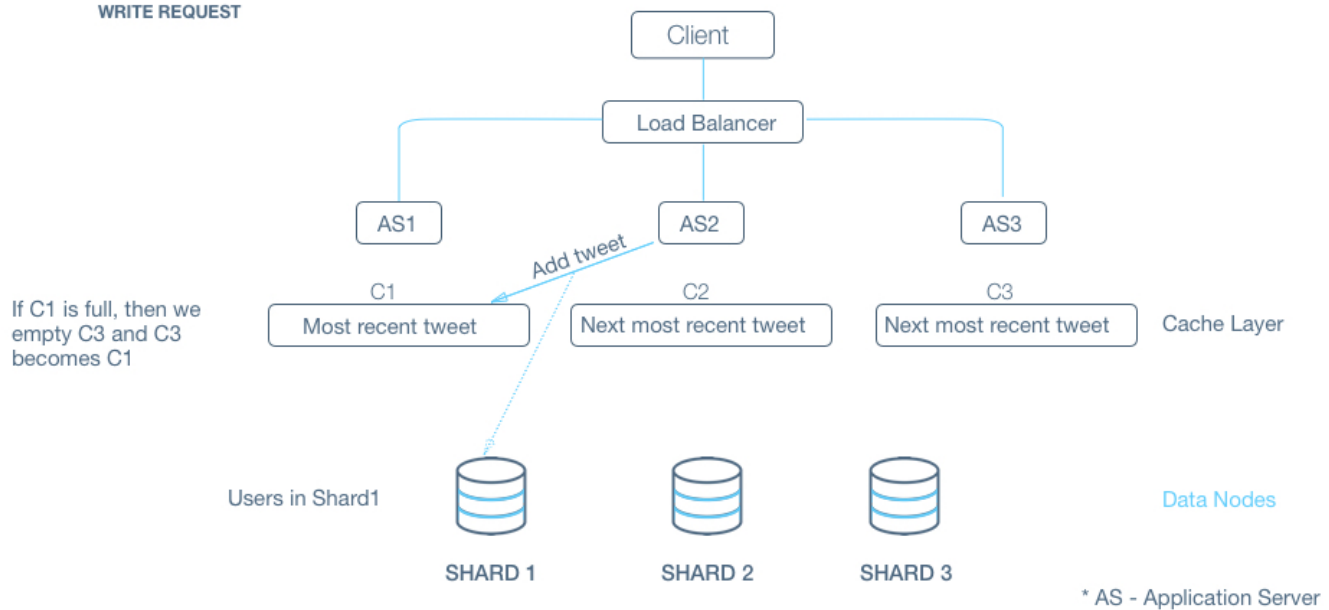 WRITE REQUEST
Client
Load Balancer
AS1
AS2
AS3
Add tweet
C1
C2
C3
If C1 is full, then we
empty C3 and C3
becomes C1
Most recent tweet
Next most recent tweet
Next most recent tweet
Cache Layer
Users in Shard1
Data Nodes
SHARD 1
SHARD 2
SHARD 3
* AS - Application Server